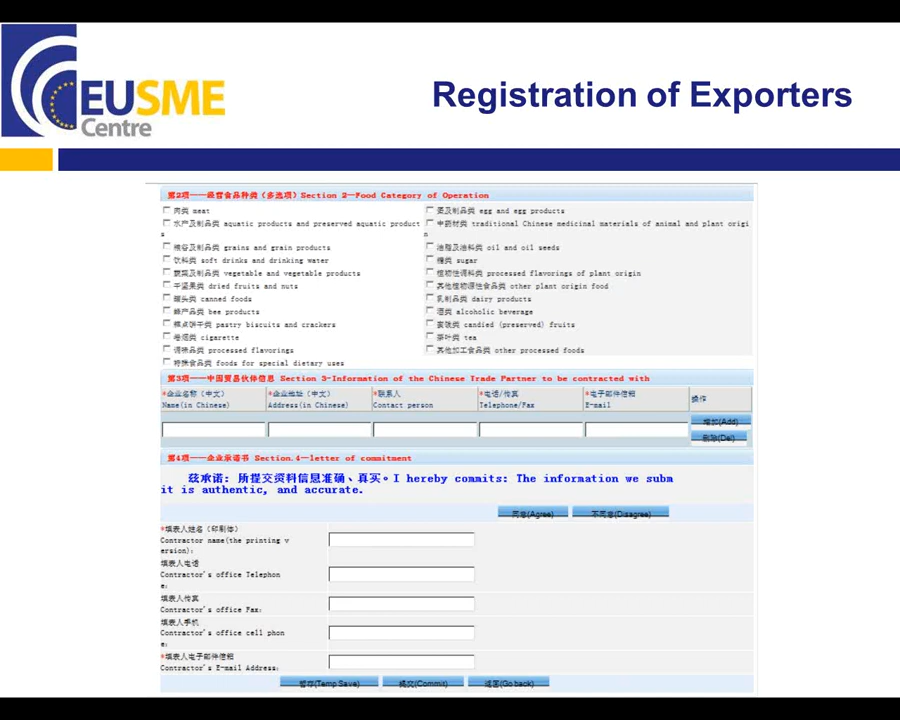 EUSME
Centre
Registration of Exporters
第2项——经营食品种类（多选项）Section 2—Food Category of Operation
肉类 meat
蛋及制品类 egg and egg products
水产及制品类 aquatic products and preserved aquatic product
s
中药材类 traditional Chinese medicinal materials of animal and plant origi
n
粮谷及制品类 grains and grain products
油脂及油料类 oil and oil seeds
饮料类 soft drinks and drinking water
糖类 sugar
蔬菜及制品类 vegetable and vegetable products
植物性调料类 processed flavorings of plant origin
干坚果类 dried fruits and nuts
其他植物源性食品类 other plant origin food
罐头类 canned foods
乳制品类 dairy products
蜂产品类 bee products
酒类 alcoholic beverage
糕点饼干类 pastry biscuits and crackers
蜜饯类 candied (preserved) fruits
卷烟类 cigarette
茶叶类 tea
调味品类 processed flavorings
其他加工食品类 other processed foods
特殊食品类 foods for special dietary uses
第3项——中国贸易伙伴信息 Section 3-Information of the Chinese Trade Partner to be contracted with
*企业名称（中文） *企业地址（中文） *联系人 *电话/传真 *电子邮件信箱 操作
Name(in Chinese) Address(in Chinese) Contact person Telephone/Fax E-mail
增加(Add)
删除(Del)
第4项—企业承诺书 Section.4—letter of commitment
兹承诺: 所提交资料信息准确、真实。I hereby commits: The information we subm
it is authentic, and accurate.
同意(Agree) 不同意(Disagree)
*填表人姓名（印刷体）
Contractor name(the printing v
ersion):
填表人电话
Contractor's office Telephon
e:
填表人传真
Contractor's office Fax:
填表人手机
Contractor's office cell phon
e:
*填表人电子邮件信箱
Contractor's E-mail Address:
暂存(Temp Save) 提交(Commit) 返回(Go back)